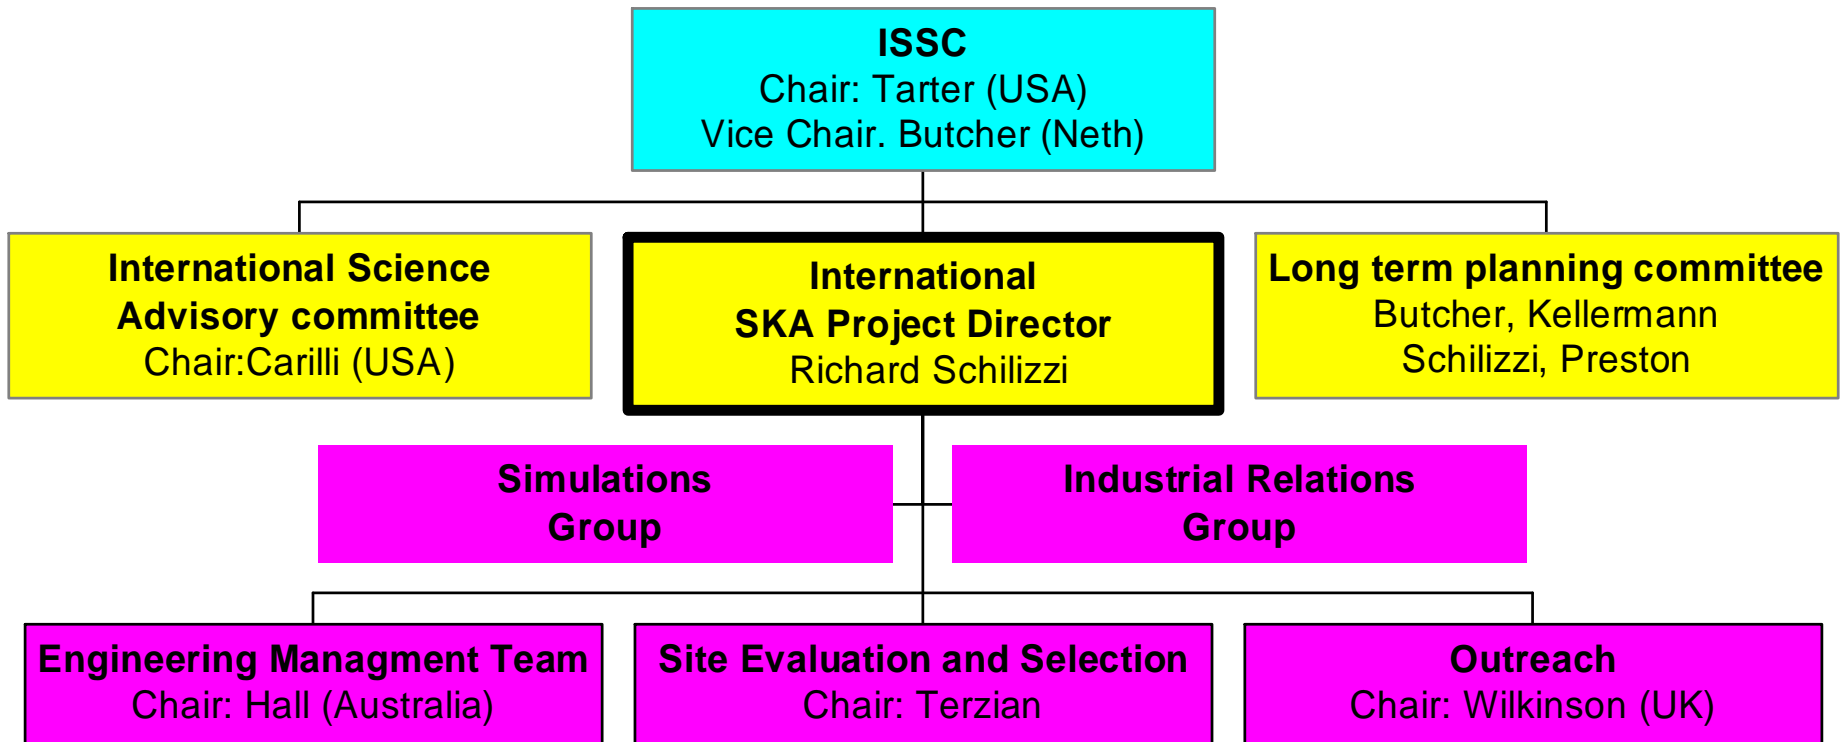 ISSC
Chair: Tarter (USA)
Vice Chair. Butcher (Neth)
International Science
Advisory committee
Chair:Carilli (USA)
International
SKA Project Director
Richard Schilizzi
Long term planning committee
Butcher, Kellermann
Schilizzi, Preston
Simulations
Group
Industrial Relations
Group
Engineering Managment Team
Chair: Hall (Australia)
Site Evaluation and Selection
Chair: Terzian
Outreach
Chair: Wilkinson (UK)